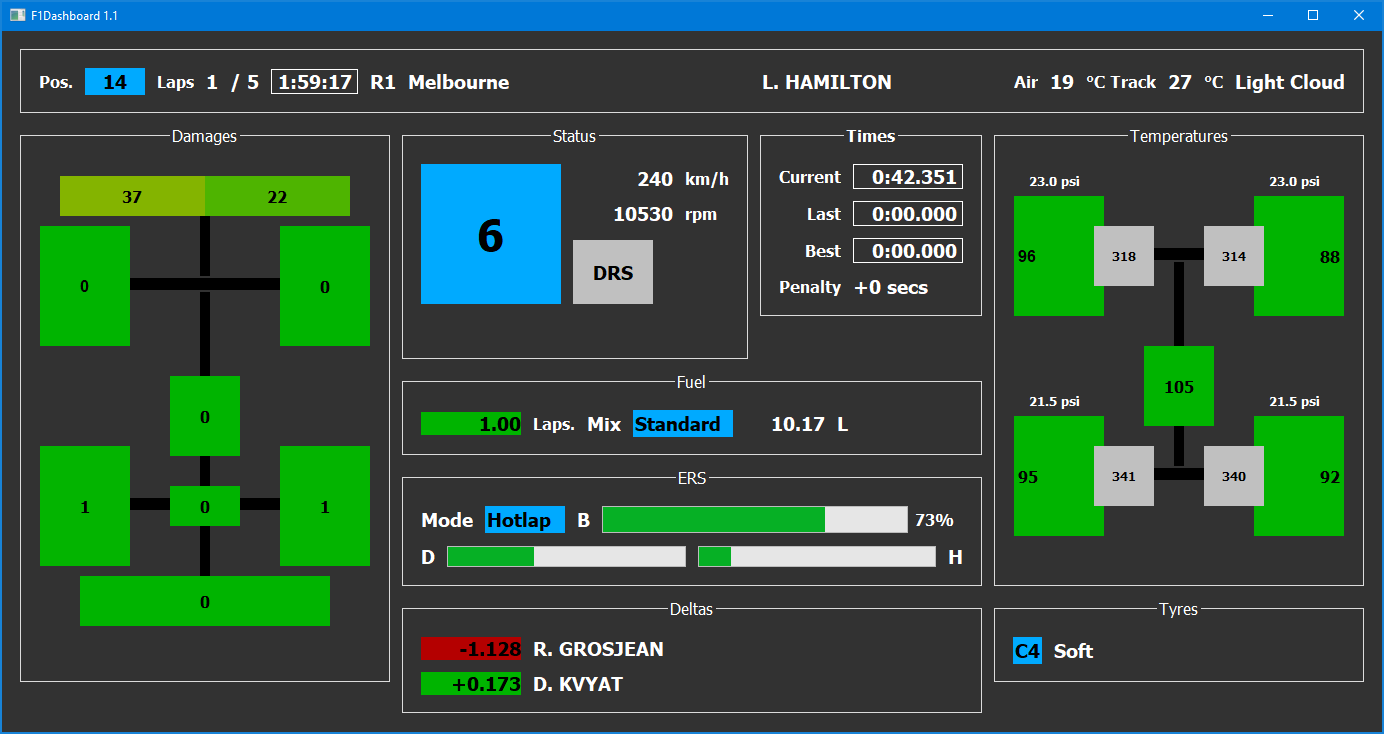 F1Dashboard 1.1
Pos. 14 Laps 1 / 5 1:59:17 R1 Melbourne L. HAMILTON Air 19 °C Track 27 °C Light Cloud
Damages
37 22
0 0
0
1 0 1
0
Status
6
240 km/h
10530 rpm
DRS
Times
Current 0:42.351
Last 0:00.000
Best 0:00.000
Penalty +0 secs
Fuel
1.00 Laps. Mix Standard 10.17 L
ERS
Mode Hotlap B 73%
D H
Deltas
-1.128 R. GROSJEAN
+0.173 D. KVYAT
Temperatures
23.0 psi 23.0 psi
96 318 314 88
105
21.5 psi 21.5 psi
95 341 340 92
Tyres
C4 Soft